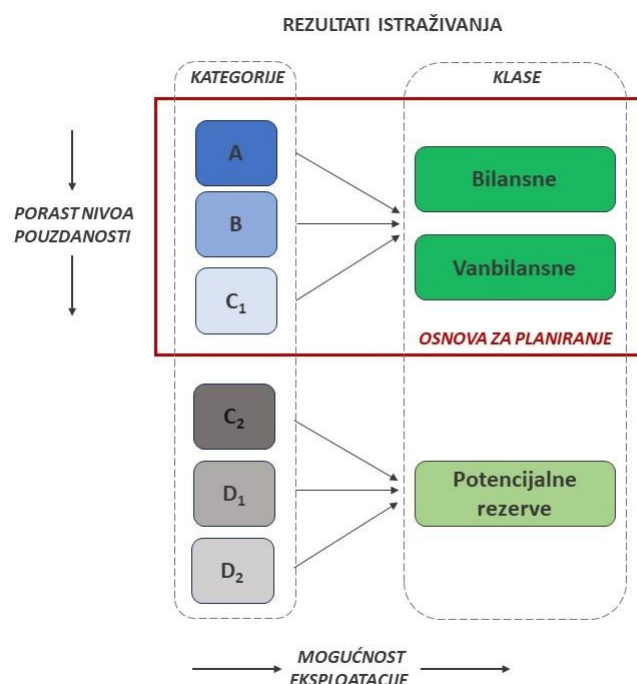 REZULTATI ISTRAŽIVANJA
KATEGORIJE
KLASE
A
B
C₁
Bilansne
Vanbilansne
PORAST NIVOA
POUZDANOSTI
OSNOVA ZA PLANIRANJE
C₂
D₁
D₂
Potencijalne
rezerve
MOGUĆNOST
EKSPLOATACIJE